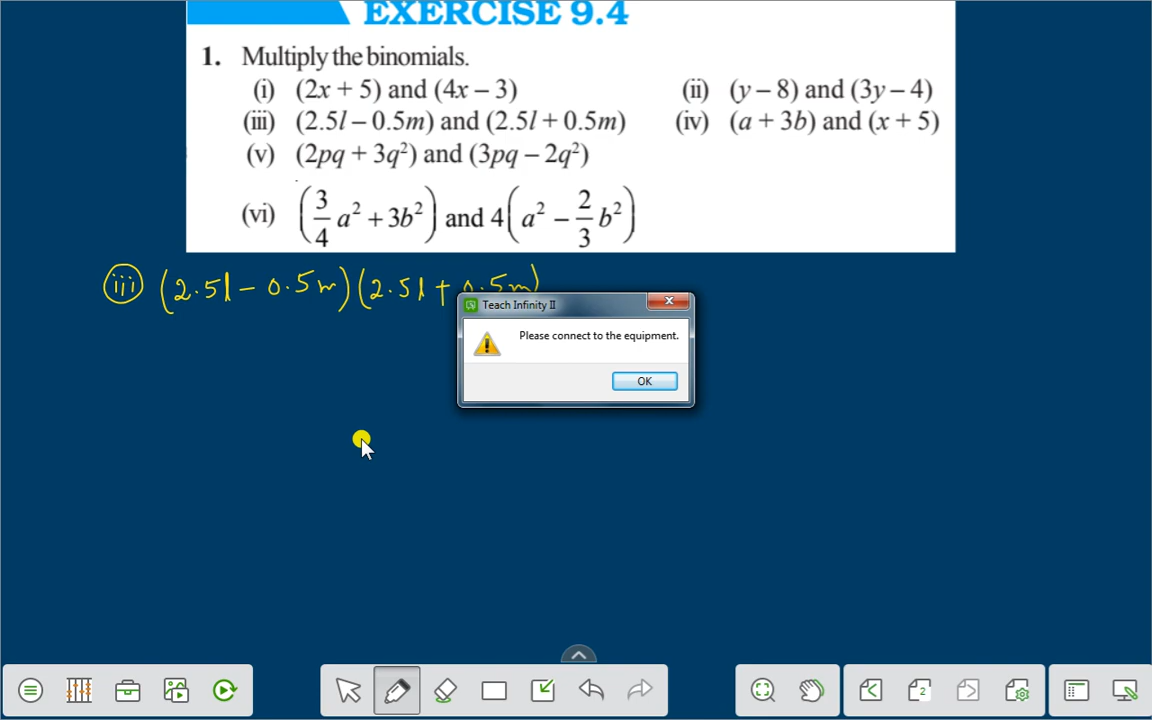 EXERCISE 9.4
1. Multiply the binomials.
(i) (2x + 5) and (4x – 3) (ii) (y – 8) and (3y – 4)
(iii) (2.5l – 0.5m) and (2.5l + 0.5m) (iv) (a + 3b) and (x + 5)
(v) (2pq + 3q²) and (3pq – 2q²)
(vi) (3/4 a² + 3b²) and 4(a² – 2/3 b²)
(iii) (2.5l – 0.5m)(2.5l + 0.5m)
Teach Infinity II
Please connect to the equipment.
OK
2